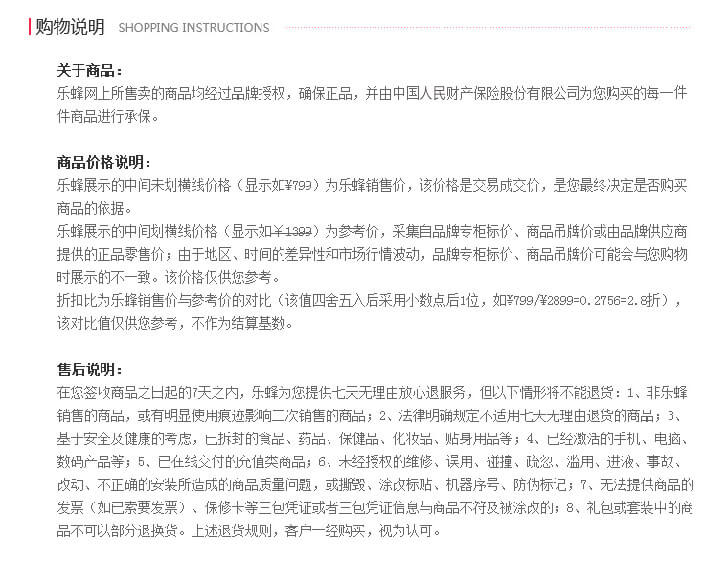 购物说明 SHOPPING INSTRUCTIONS
关于商品：
乐蜂网上所售卖的商品均经过品牌授权，确保正品，并由中国人民财产保险股份有限公司为您购买的每一件
件商品进行承保。
商品价格说明：
乐蜂展示的中间未划横线价格（显示如¥799）为乐蜂销售价，该价格是交易成交价，是您最终决定是否购买
商品的依据。
乐蜂展示的中间划横线价格（显示如¥1399）为参考价，采集自品牌专柜标价、商品吊牌价或由品牌供应商
提供的正品零售价；由于地区、时间的差异性和市场行情波动，品牌专柜标价、商品吊牌价可能会与您购物
时展示的不一致。该价格仅供您参考。
折扣比为乐蜂销售价与参考价的对比（该值四舍五入后采用小数点后1位，如¥799/¥2899=0.2756=2.8折），
该对比值仅供您参考，不作为结算基数。
售后说明：
在您签收商品之日起的7天之内，乐蜂为您提供七天无理由放心退服务，但以下情形将不能退货：1、非乐蜂
销售的商品，或有明显使用痕迹影响二次销售的商品；2、法律明确规定不适用七天无理由退货的商品；3、
基于安全及健康的考虑，已拆封的食品、药品、保健品、化妆品、贴身用品等；4、已经激活的手机、电脑、
数码产品等；5、已在线交付的充值类商品；6、未经授权的维修、误用、碰撞、疏忽、滥用、进液、事故、
改动、不正确的安装所造成的商品质量问题，或撕毁、涂改标贴、机器序号、防伪标记；7、无法提供商品的
发票（如已索要发票）、保修卡等三包凭证或者三包凭证信息与商品不符及被涂改的；8、礼包或套装中的商
品不可以部分退换货。上述退货规则，客户一经购买，视为认可。